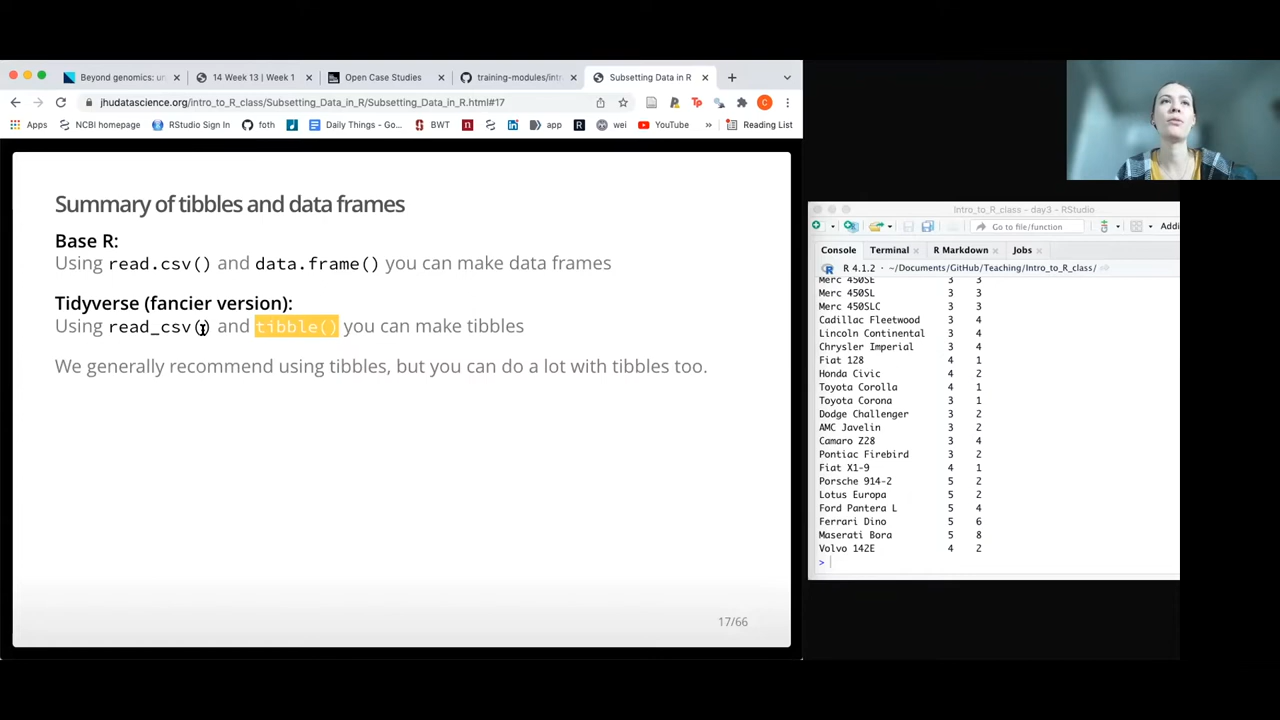 Beyond genomics: un
14 Week 13 | Week 1
Open Case Studies
training-modules/intr
Subsetting Data in R
jhudatascience.org/intro_to_R_class/Subsetting_Data_in_R/Subsetting_Data_in_R.html#17
Apps
NCBI homepage
RStudio Sign In
foth
Daily Things - Go...
BWT
app
wei
YouTube
»
Reading List
Summary of tibbles and data frames
Base R:
Using read.csv() and data.frame() you can make data frames
Tidyverse (fancier version):
Using read_csv() and tibble() you can make tibbles
We generally recommend using tibbles, but you can do a lot with tibbles too.
17/66
Intro_to_R_class - day3 - RStudio
Go to file/function
Addi
Console
Terminal
R Markdown
Jobs
R 4.1.2 · ~/Documents/GitHub/Teaching/Intro_to_R_class/
Merc 450SE 3 3
Merc 450SL 3 3
Merc 450SLC 3 3
Cadillac Fleetwood 3 4
Lincoln Continental 3 4
Chrysler Imperial 3 4
Fiat 128 4 1
Honda Civic 4 2
Toyota Corolla 4 1
Toyota Corona 3 1
Dodge Challenger 3 2
AMC Javelin 3 2
Camaro Z28 3 4
Pontiac Firebird 3 2
Fiat X1-9 4 1
Porsche 914-2 5 2
Lotus Europa 5 2
Ford Pantera L 5 4
Ferrari Dino 5 6
Maserati Bora 5 8
Volvo 142E 4 2
>